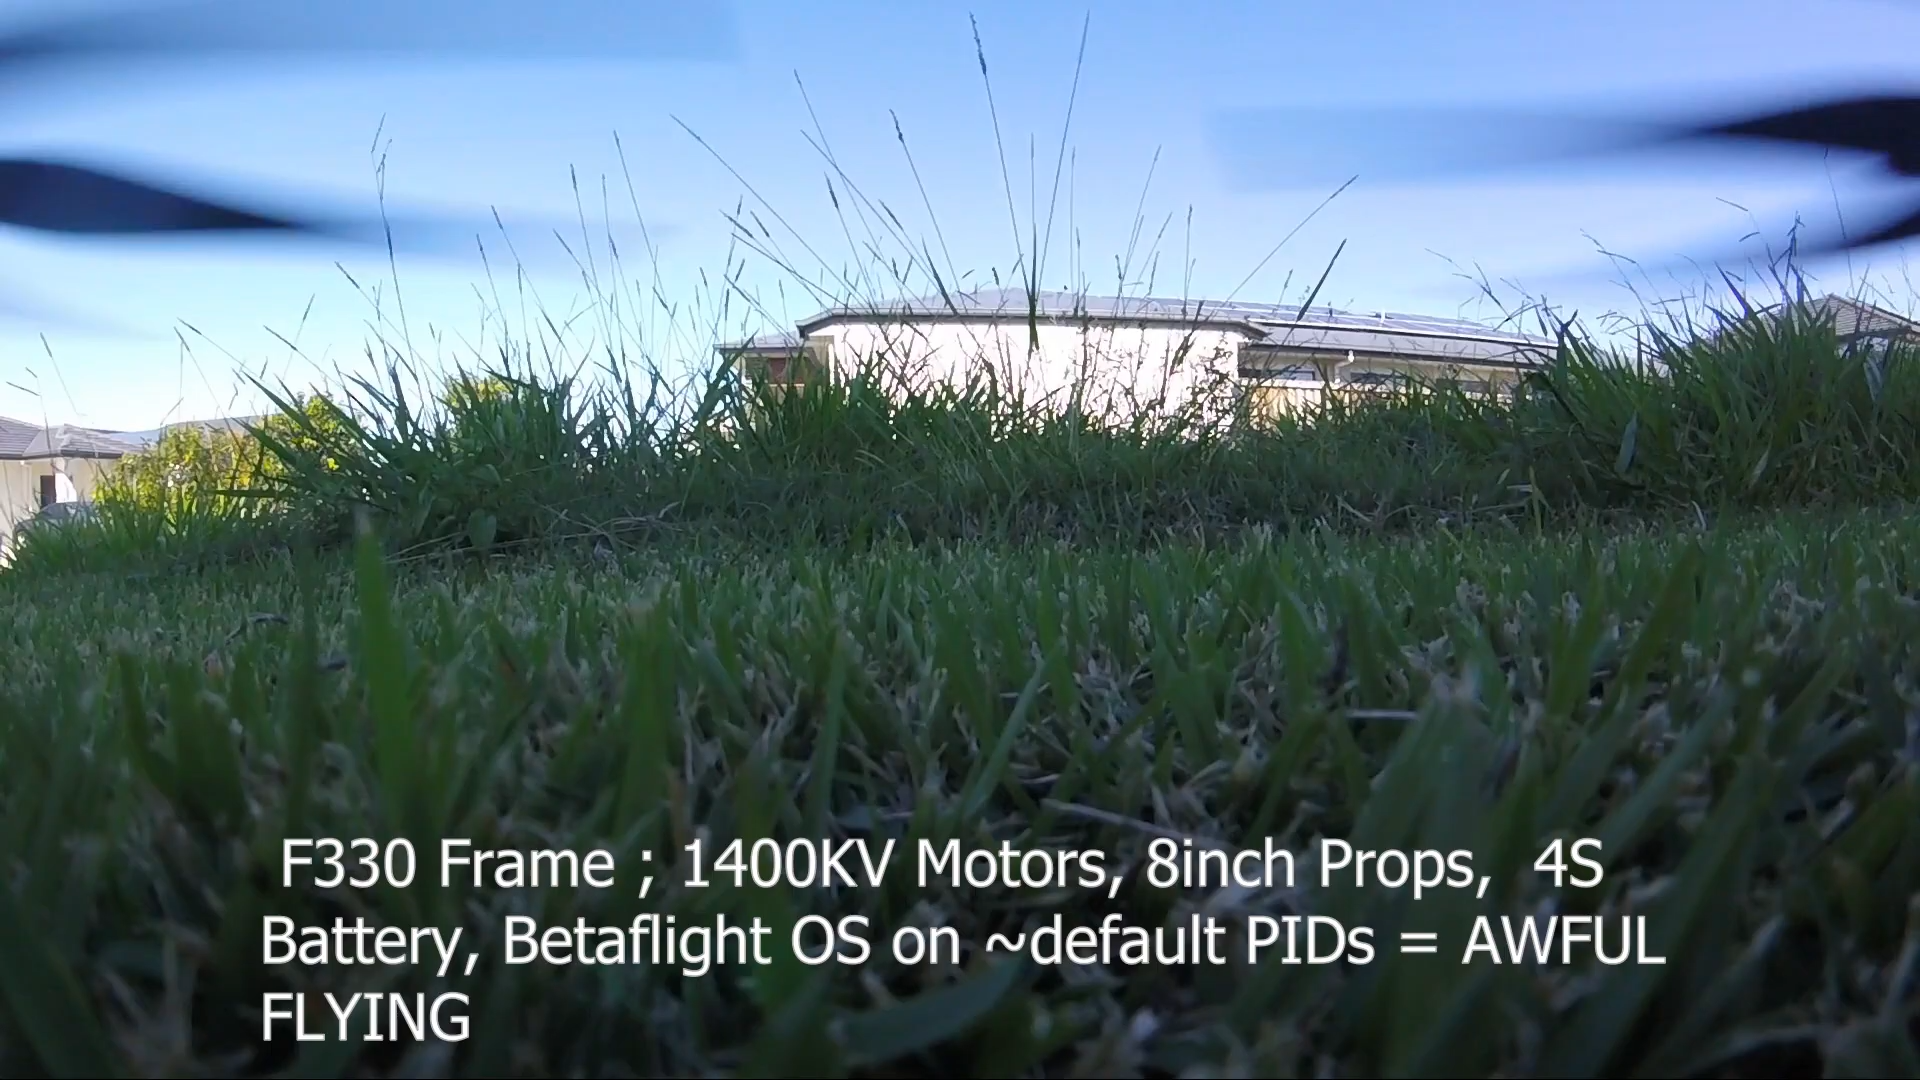 F330 Frame ; 1400KV Motors, 8inch Props, 4S
Battery, Betaflight OS on ~default PIDs = AWFUL
FLYING